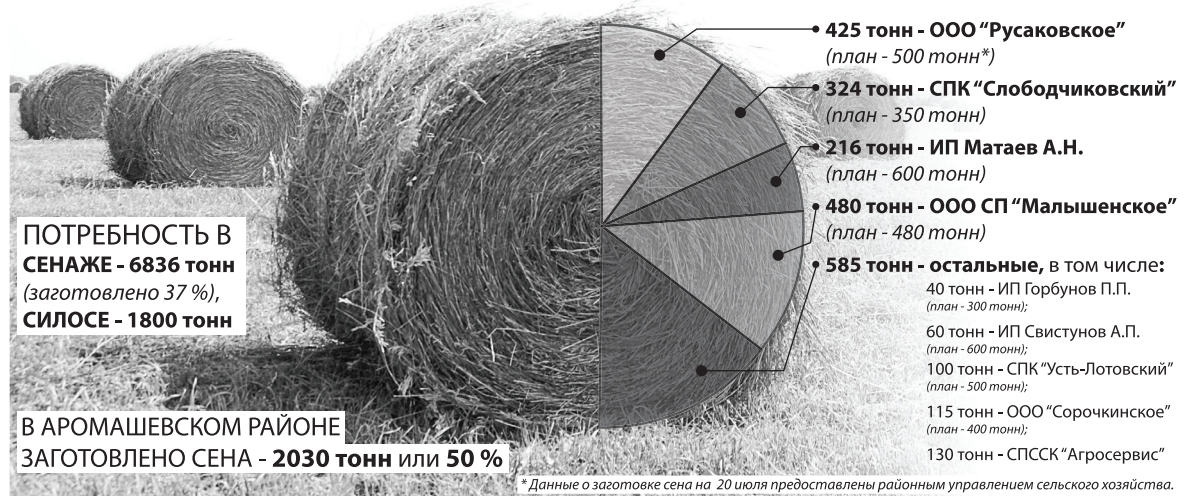 425 тонн - ООО “Русаковское”
(план - 500 тонн*)
324 тонн - СПК “Слободчиковский”
(план - 350 тонн)
216 тонн - ИП Матаев А.Н.
(план - 600 тонн)
480 тонн - ООО СП “Малышенское”
(план - 480 тонн)
585 тонн - остальные, в том числе:
40 тонн - ИП Горбунов П.П.
(план - 300 тонн);
60 тонн - ИП Свистунов А.П.
(план - 600 тонн);
100 тонн - СПК “Усть-Лотовский”
(план - 500 тонн);
115 тонн - ООО “Сорочкинское”
(план - 400 тонн);
130 тонн - СПССК “Агросервис”
ПОТРЕБНОСТЬ В
СЕНАЖЕ - 6836 тонн
(заготовлено 37 %),
СИЛОСЕ - 1800 тонн
В АРОМАШЕВСКОМ РАЙОНЕ
ЗАГОТОВЛЕНО СЕНА - 2030 тонн или 50 %
* Данные о заготовке сена на 20 июля предоставлены районным управлением сельского хозяйства.